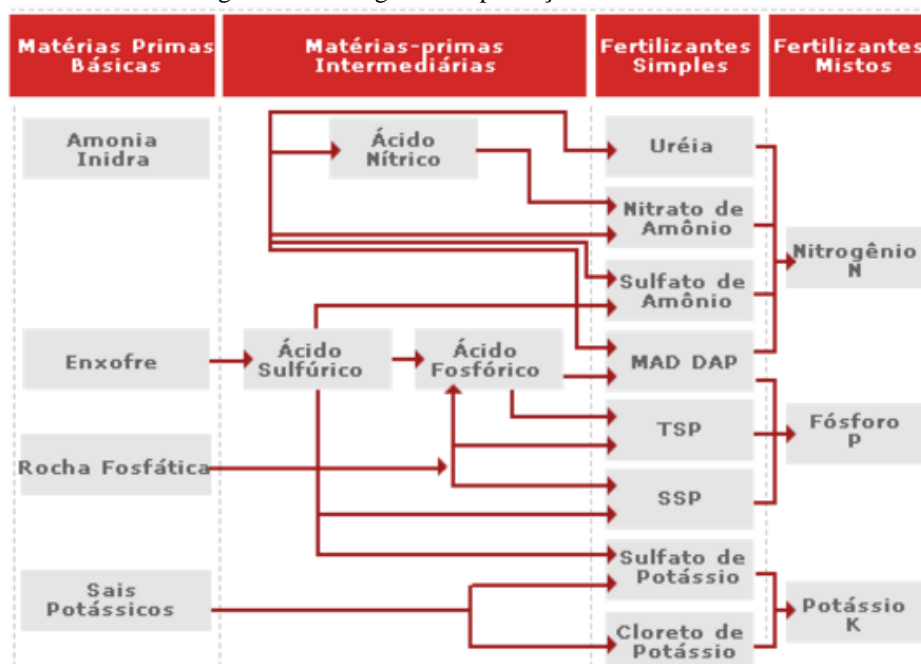 Matérias Primas
Básicas
Matérias-primas
Intermediárias
Fertilizantes
Simples
Fertilizantes
Mistos
Amonia
Inidra
Ácido
Nítrico
Uréia
Nitrato de
Amônio
Sulfato de
Amônio
Nitrogênio
N
Enxofre
Ácido
Sulfúrico
Ácido
Fosfórico
MAD DAP
TSP
Fósforo
P
Rocha Fosfática
SSP
Sais
Potássicos
Sulfato de
Potássio
Cloreto de
Potássio
Potássio
K